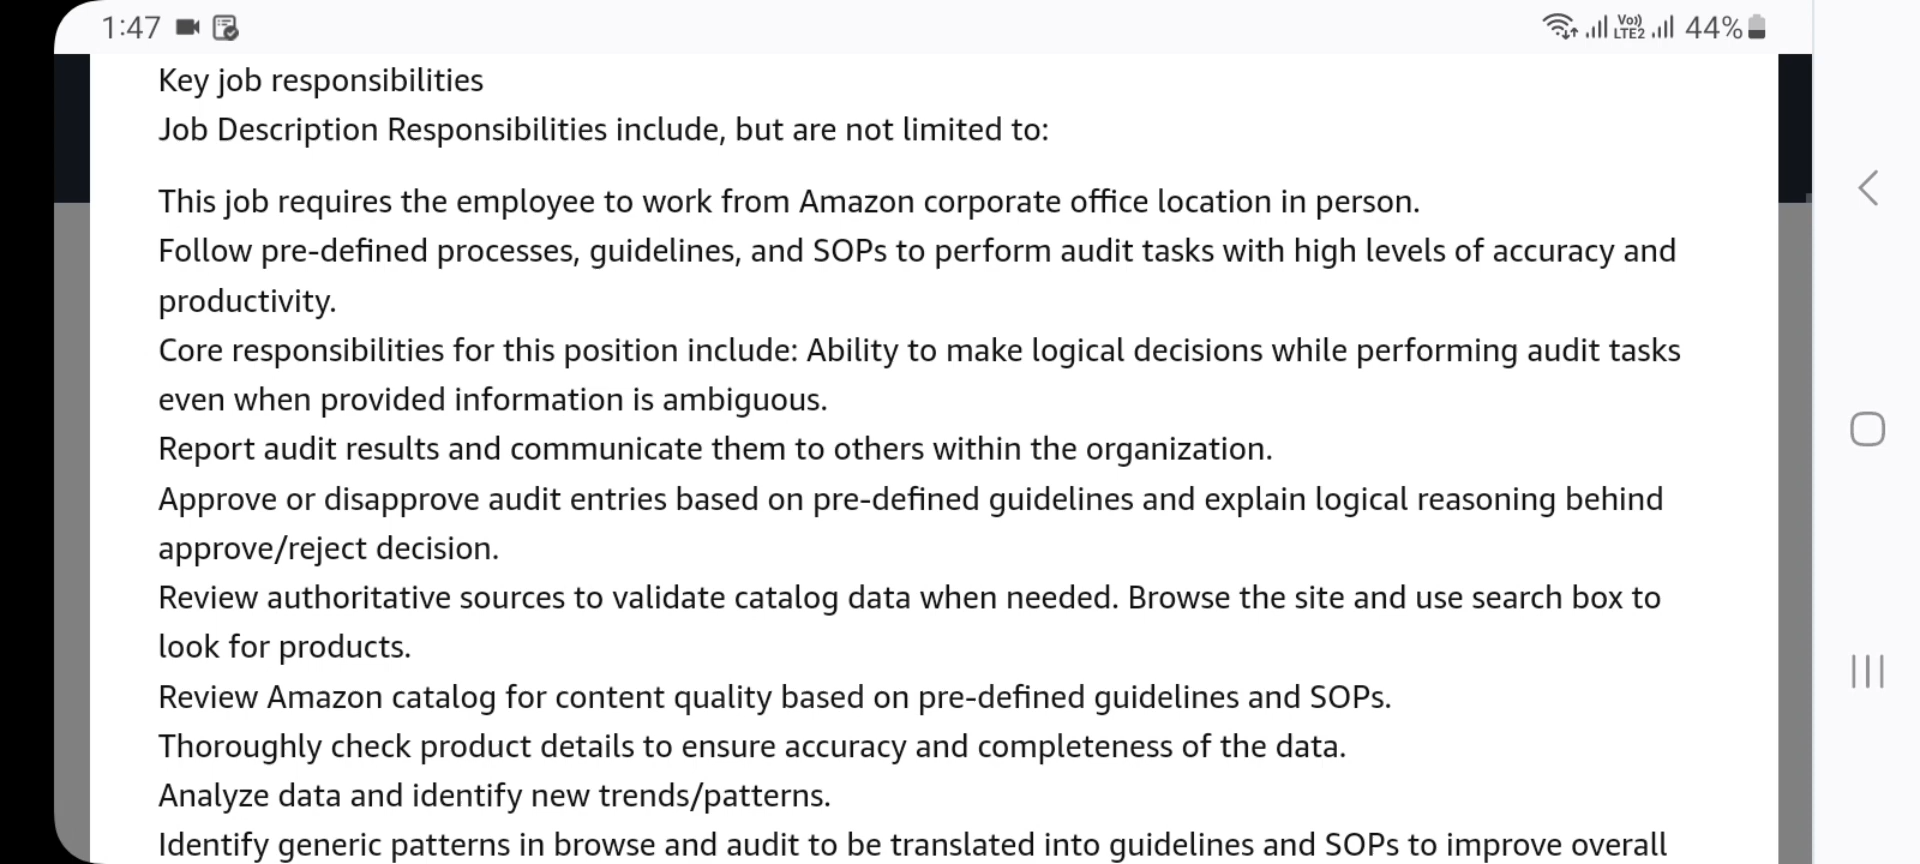 1:47
Vo)) LTE2 44%
Key job responsibilities
Job Description Responsibilities include, but are not limited to:
This job requires the employee to work from Amazon corporate office location in person.
Follow pre-defined processes, guidelines, and SOPs to perform audit tasks with high levels of accuracy and
productivity.
Core responsibilities for this position include: Ability to make logical decisions while performing audit tasks
even when provided information is ambiguous.
Report audit results and communicate them to others within the organization.
Approve or disapprove audit entries based on pre-defined guidelines and explain logical reasoning behind
approve/reject decision.
Review authoritative sources to validate catalog data when needed. Browse the site and use search box to
look for products.
Review Amazon catalog for content quality based on pre-defined guidelines and SOPs.
Thoroughly check product details to ensure accuracy and completeness of the data.
Analyze data and identify new trends/patterns.
Identify generic patterns in browse and audit to be translated into guidelines and SOPs to improve overall